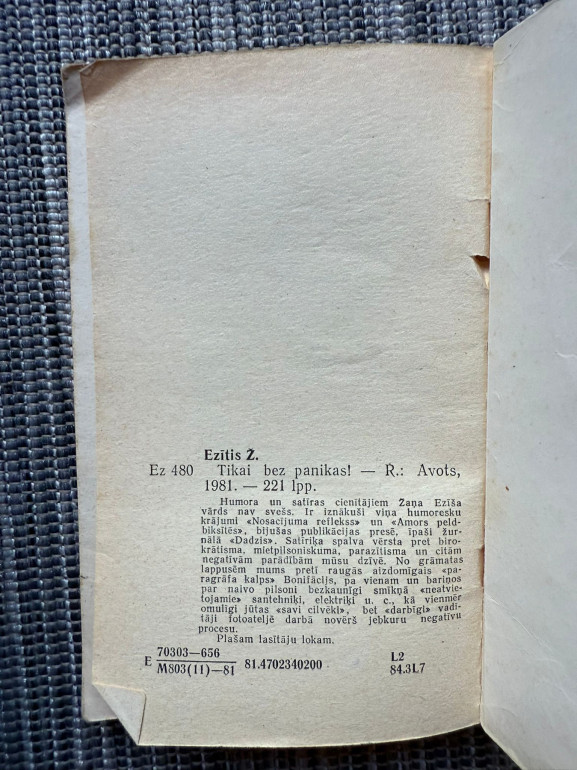 Ezītis Ž.
Ez 480 Tikai bez panikas! — R.: Avots,
1981. — 221 lpp.
Humora un satīras cienītājiem Žaņa Ezīša
vārds nav svešs. Ir iznākuši viņa humoresku
krājumi «Nosacījuma reflekss» un «Amors peld-
biksītēs», bijušas publikācijas presē, īpaši žur-
nālā «Dadzis». Satiriķa spalva vērsta pret biro-
krātismu, mietpilsoniskumu, parazītismu un citām
negatīvām parādībām mūsu dzīvē. No grāmatas
lappusēm mums pretī raugās aizdomīgais «pa-
ragrāfa kalps» Bonifācijs, pa vienam un bariņos
par naivo pilsoni bezkaunīgi smīkņā «neatvie-
tojamie» santehniķi, elektriķi u. c., kā vienmēr
omulīgi jūtas «savi cilvēki», bet «darbīgi» vadī-
tāji fotoateljē darbā novērš jebkuru negatīvu
procesu.
Plašam lasītāju lokam.
E 70303—656
M803(11)—81 81.4702340200
L2
84.3L7